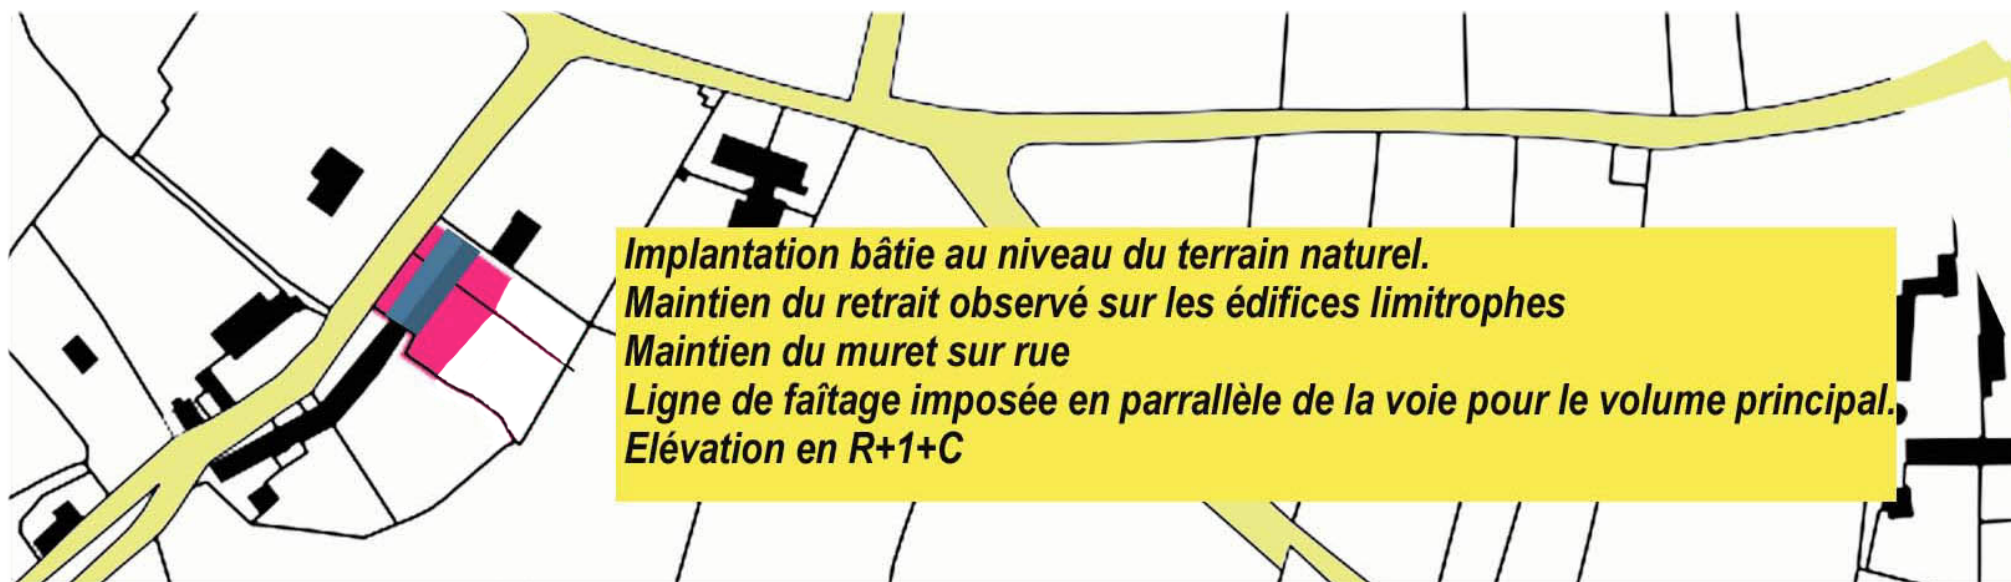 Implantation bâtie au niveau du terrain naturel.
Maintien du retrait observé sur les édifices limitrophes
Maintien du muret sur rue
Ligne de faîtage imposée en parrallèle de la voie pour le volume principal.
Elévation en R+1+C